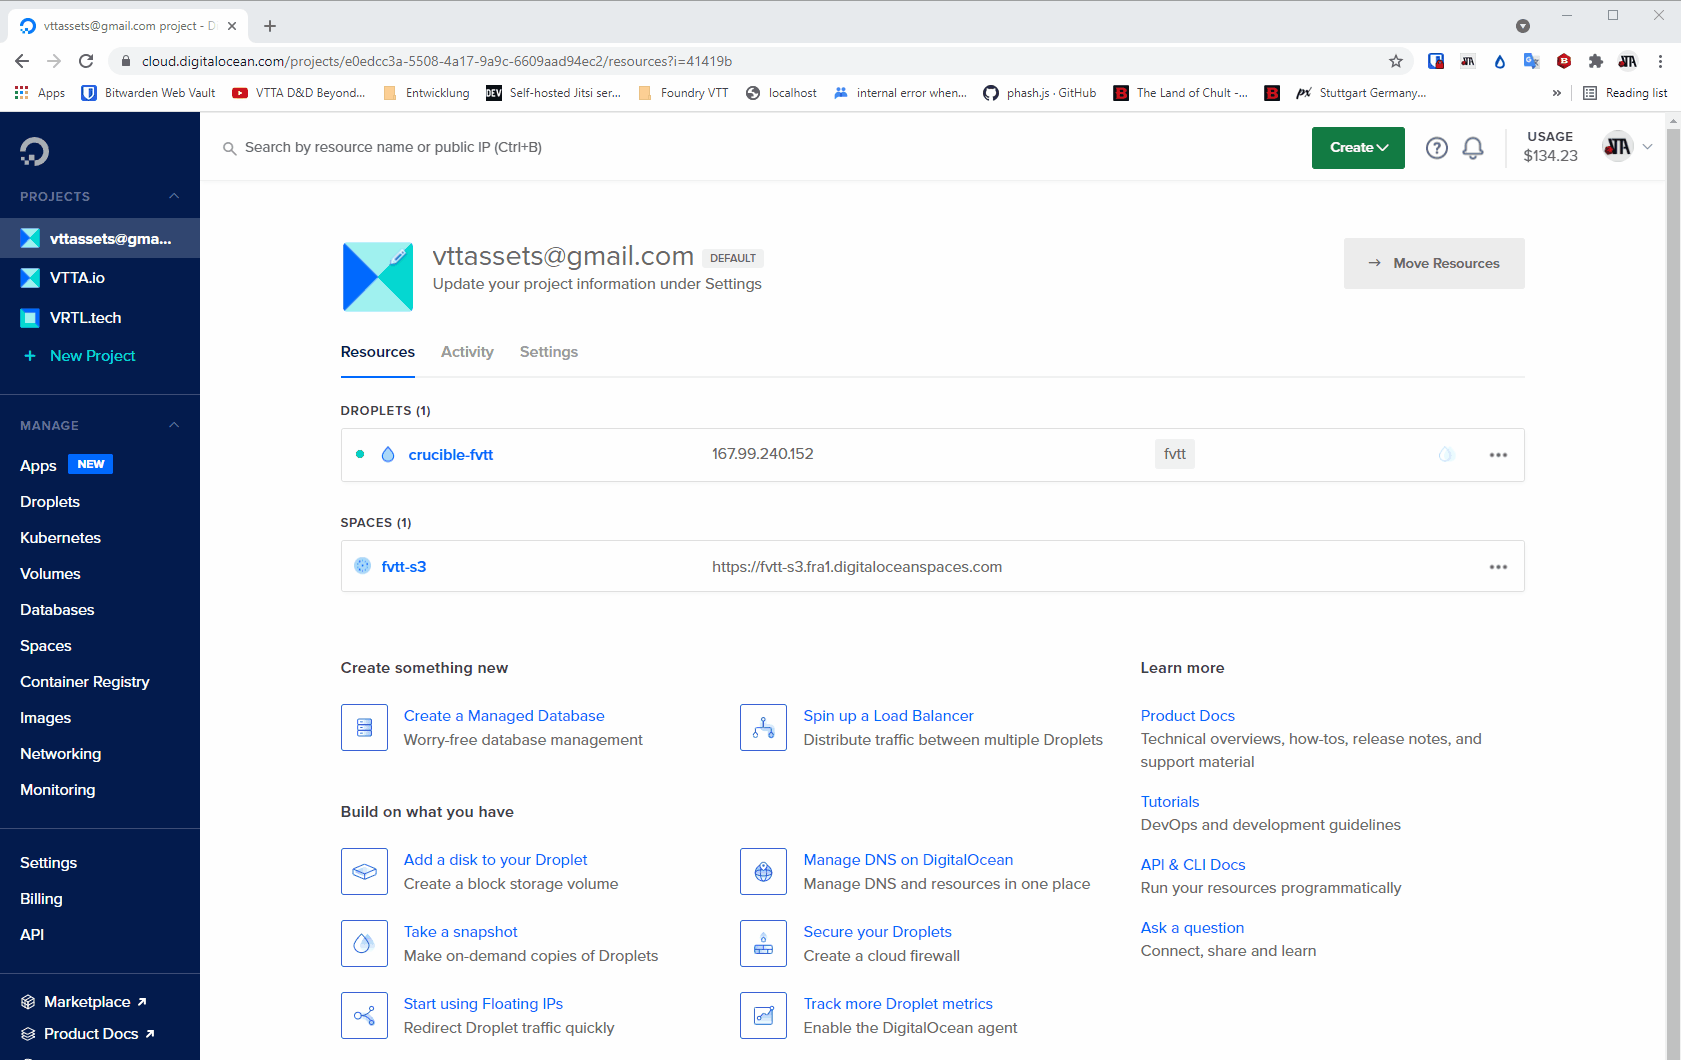 vttassets@gmail.com project - D
cloud.digitalocean.com/projects/e0edcc3a-5508-4a17-9a9c-6609aad94ec2/resources?i=41419b
Apps Bitwarden Web Vault VTTA D&D Beyond... Entwicklung DEV Self-hosted Jitsi ser... Foundry VTT localhost internal error when... phash.js · GitHub The Land of Chult -... Stuttgart Germany... » Reading list
Search by resource name or public IP (Ctrl+B)
Create
USAGE
$134.23
PROJECTS
vttassets@gma...
VTTA.io
VRTL.tech
+ New Project
MANAGE
Apps NEW
Droplets
Kubernetes
Volumes
Databases
Spaces
Container Registry
Images
Networking
Monitoring
Settings
Billing
API
Marketplace
Product Docs
vttassets@gmail.com DEFAULT
Update your project information under Settings
→ Move Resources
Resources Activity Settings
DROPLETS (1)
crucible-fvtt 167.99.240.152 fvtt
SPACES (1)
fvtt-s3 https://fvtt-s3.fra1.digitaloceanspaces.com
Create something new
Create a Managed Database
Worry-free database management
Spin up a Load Balancer
Distribute traffic between multiple Droplets
Build on what you have
Add a disk to your Droplet
Create a block storage volume
Manage DNS on DigitalOcean
Manage DNS and resources in one place
Take a snapshot
Make on-demand copies of Droplets
Secure your Droplets
Create a cloud firewall
Start using Floating IPs
Redirect Droplet traffic quickly
Track more Droplet metrics
Enable the DigitalOcean agent
Learn more
Product Docs
Technical overviews, how-tos, release notes, and
support material
Tutorials
DevOps and development guidelines
API & CLI Docs
Run your resources programmatically
Ask a question
Connect, share and learn